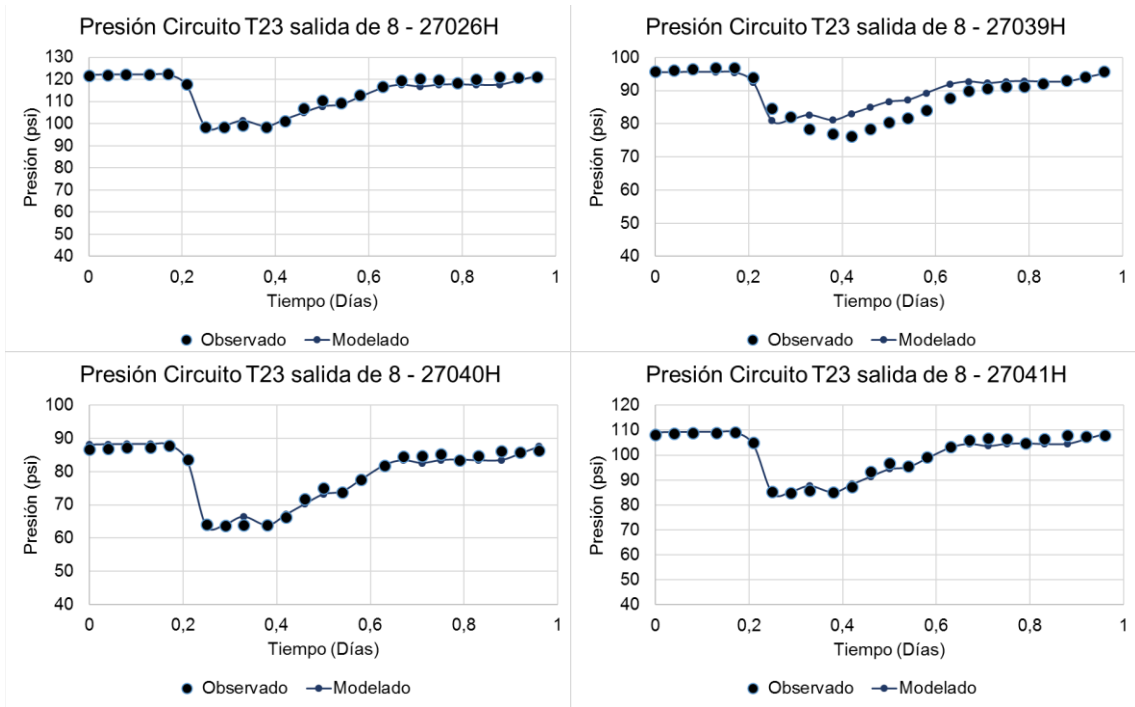 Presión Circuito T23 salida de 8 - 27026H
130
120
110
100
90
80
70
60
50
40
Presión (psi)
0 0,2 0,4 0,6 0,8 1
Tiempo (Días)
Observado Modelado
Presión Circuito T23 salida de 8 - 27039H
100
90
80
70
60
50
40
Presión (psi)
0 0,2 0,4 0,6 0,8 1
Tiempo (Días)
Observado Modelado
Presión Circuito T23 salida de 8 - 27040H
100
90
80
70
60
50
40
Presión (psi)
0 0,2 0,4 0,6 0,8 1
Tiempo (Días)
Observado Modelado
Presión Circuito T23 salida de 8 - 27041H
120
110
100
90
80
70
60
50
40
Presión (psi)
0 0,2 0,4 0,6 0,8 1
Tiempo (Días)
Observado Modelado